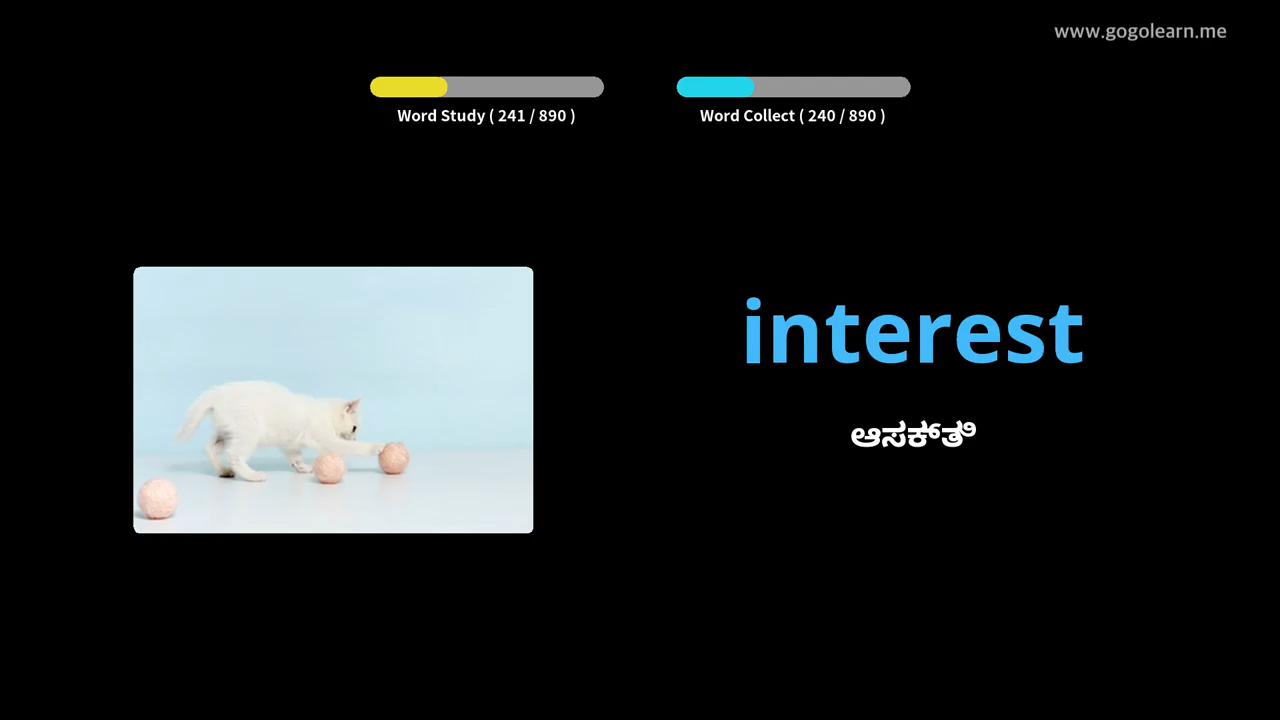 www.gogolearn.me
Word Study ( 241 / 890 )
Word Collect ( 240 / 890 )
interest
ಆಸಕ್ತಿ